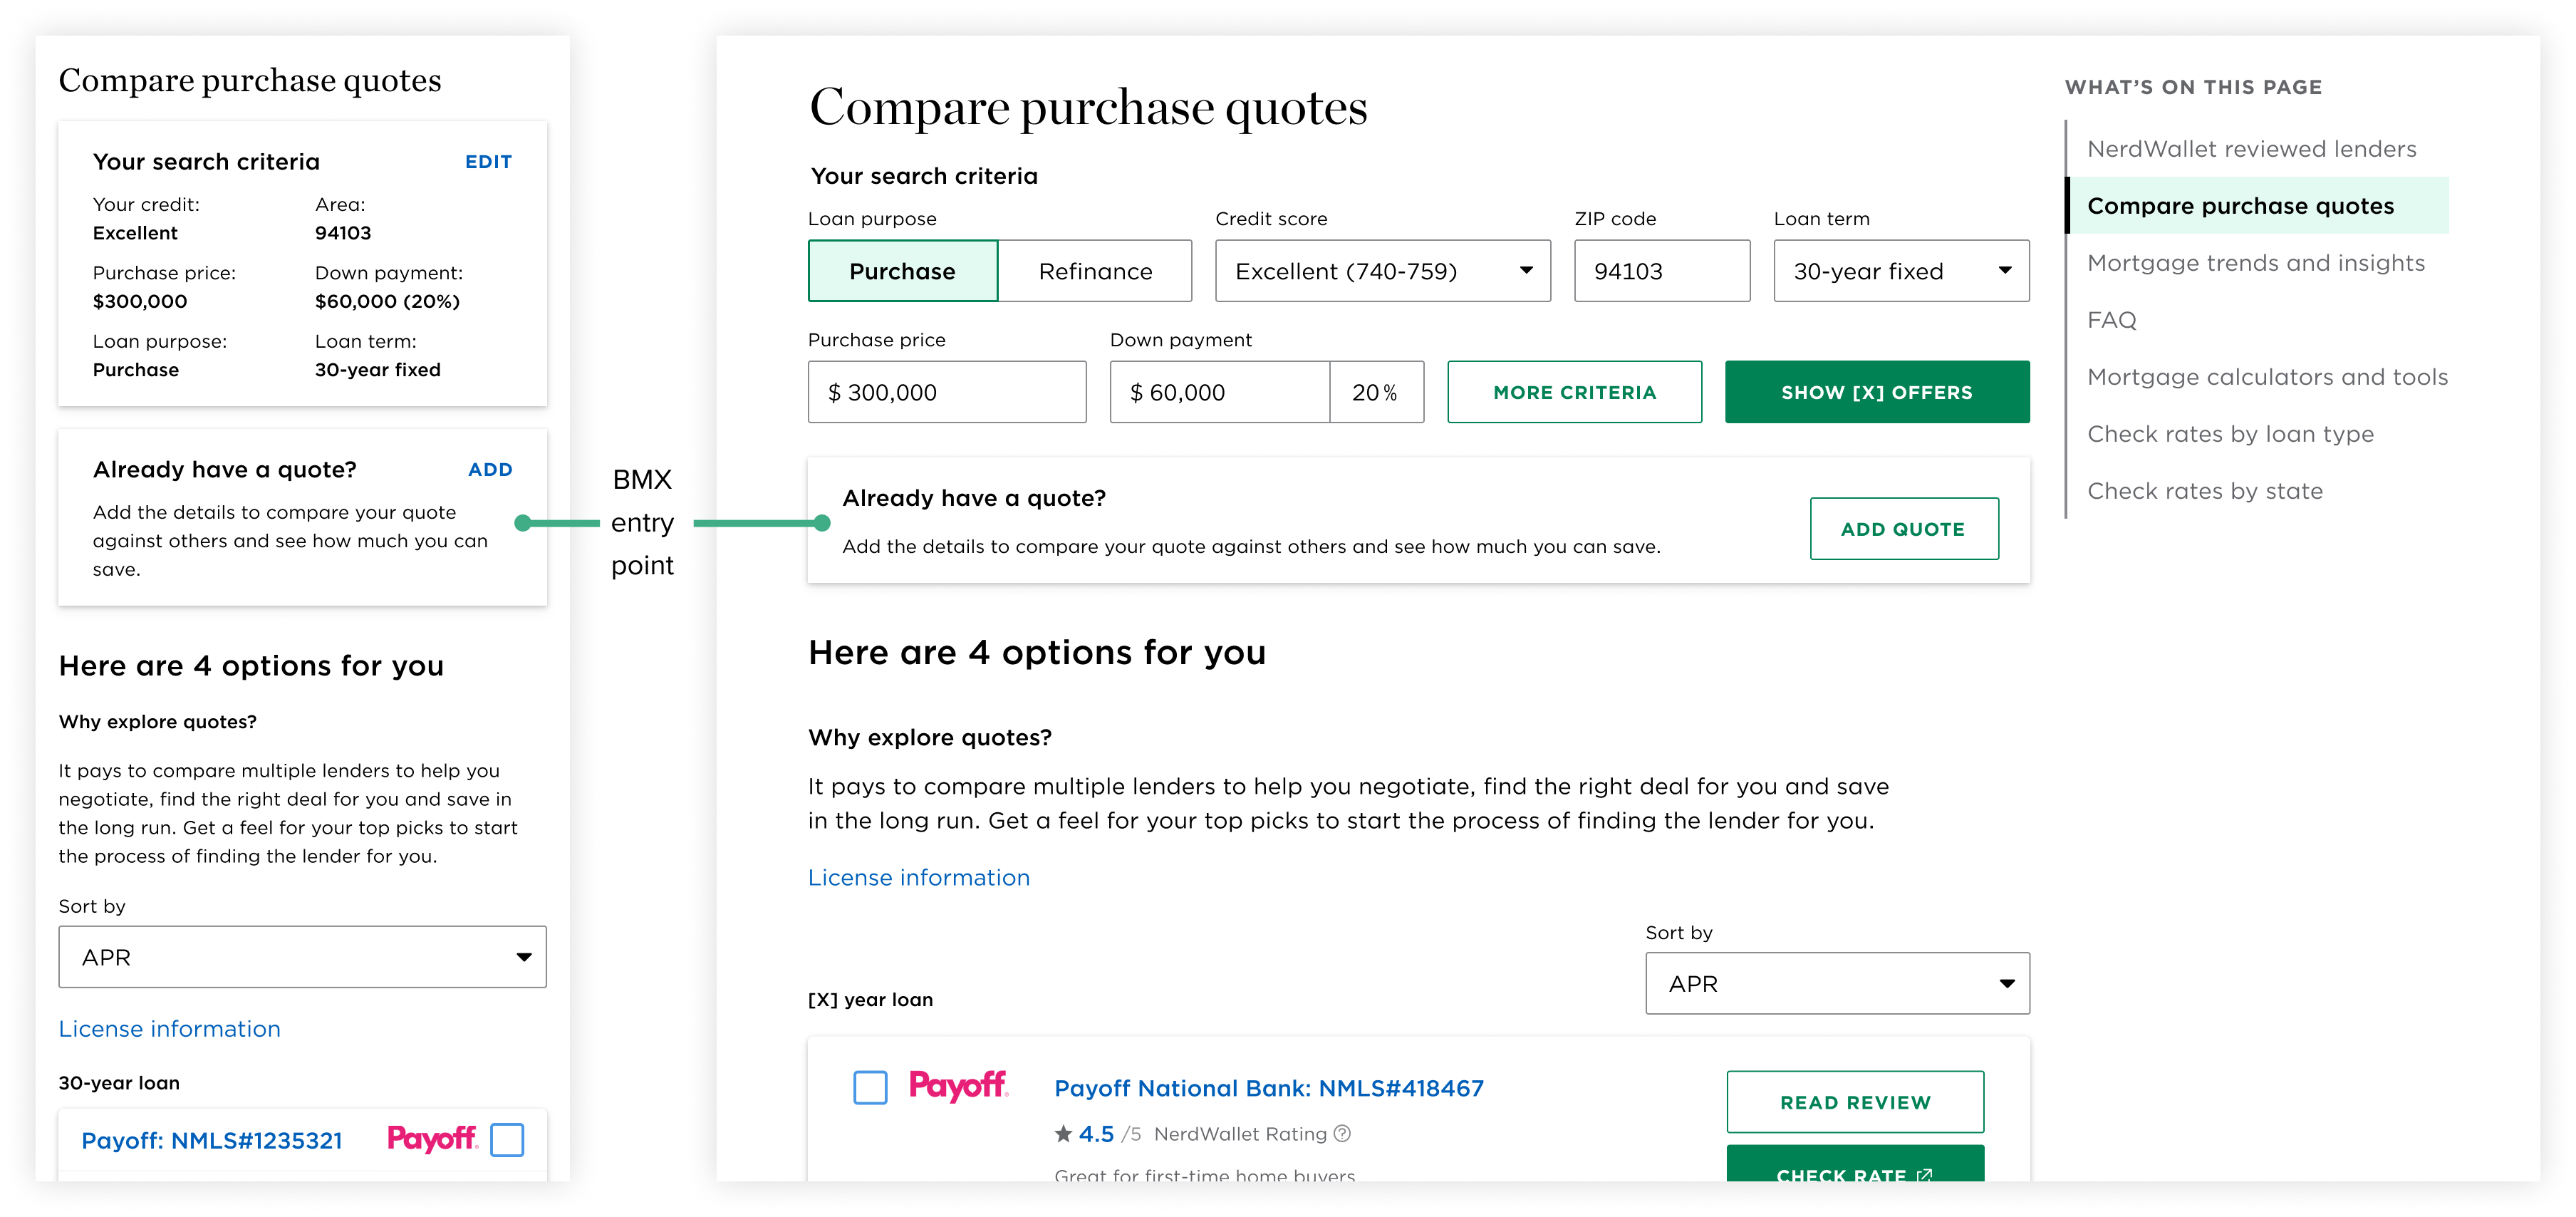 Compare purchase quotes
Your search criteria
EDIT
Your credit:
Area:
Excellent
94103
Purchase price:
Down payment:
$300,000
$60,000 (20%)
Loan purpose:
Loan term:
Purchase
30-year fixed
Already have a quote?
ADD
Add the details to compare your quote
against others and see how much you can
save.
Here are 4 options for you
Why explore quotes?
It pays to compare multiple lenders to help you
negotiate, find the right deal for you and save in
the long run. Get a feel for your top picks to start
the process of finding the lender for you.
Sort by
APR
License information
30-year loan
Payoff: NMLS#1235321
Payoff
BMX
entry
point
Compare purchase quotes
Your search criteria
Loan purpose
Credit score
ZIP code
Loan term
Purchase
Refinance
Excellent (740-759)
94103
30-year fixed
Purchase price
Down payment
$ 300,000
$ 60,000
20%
MORE CRITERIA
SHOW [X] OFFERS
Already have a quote?
Add the details to compare your quote against others and see how much you can save.
ADD QUOTE
Here are 4 options for you
Why explore quotes?
It pays to compare multiple lenders to help you negotiate, find the right deal for you and save
in the long run. Get a feel for your top picks to start the process of finding the lender for you.
License information
Sort by
APR
[X] year loan
Payoff
Payoff National Bank: NMLS#418467
4.5 /5 NerdWallet Rating
Great for first-time home buyers
READ REVIEW
CHECK RATE
WHAT'S ON THIS PAGE
NerdWallet reviewed lenders
Compare purchase quotes
Mortgage trends and insights
FAQ
Mortgage calculators and tools
Check rates by loan type
Check rates by state